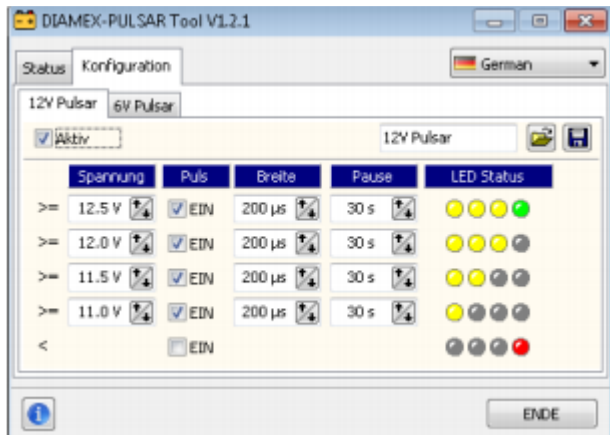 DIAMEX-PULSAR Tool V1.2.1
Status Konfiguration German
12V Pulsar 6V Pulsar
Aktiv 12V Pulsar
Spannung Puls Breite Pause LED Status
>= 12.5 V EIN 200 µs 30 s
>= 12.0 V EIN 200 µs 30 s
>= 11.5 V EIN 200 µs 30 s
>= 11.0 V EIN 200 µs 30 s
< EIN
ENDE